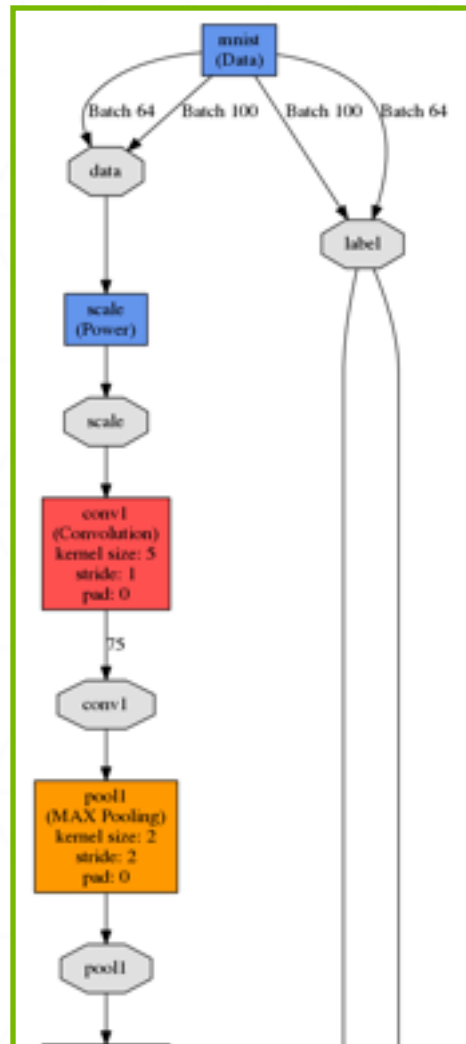 mnist
(Data)
Batch 64
Batch 100
Batch 100
Batch 64
data
label
scale
(Power)
scale
conv1
(Convolution)
kernel size: 5
stride: 1
pad: 0
75
conv1
pool1
(MAX Pooling)
kernel size: 2
stride: 2
pad: 0
pool1